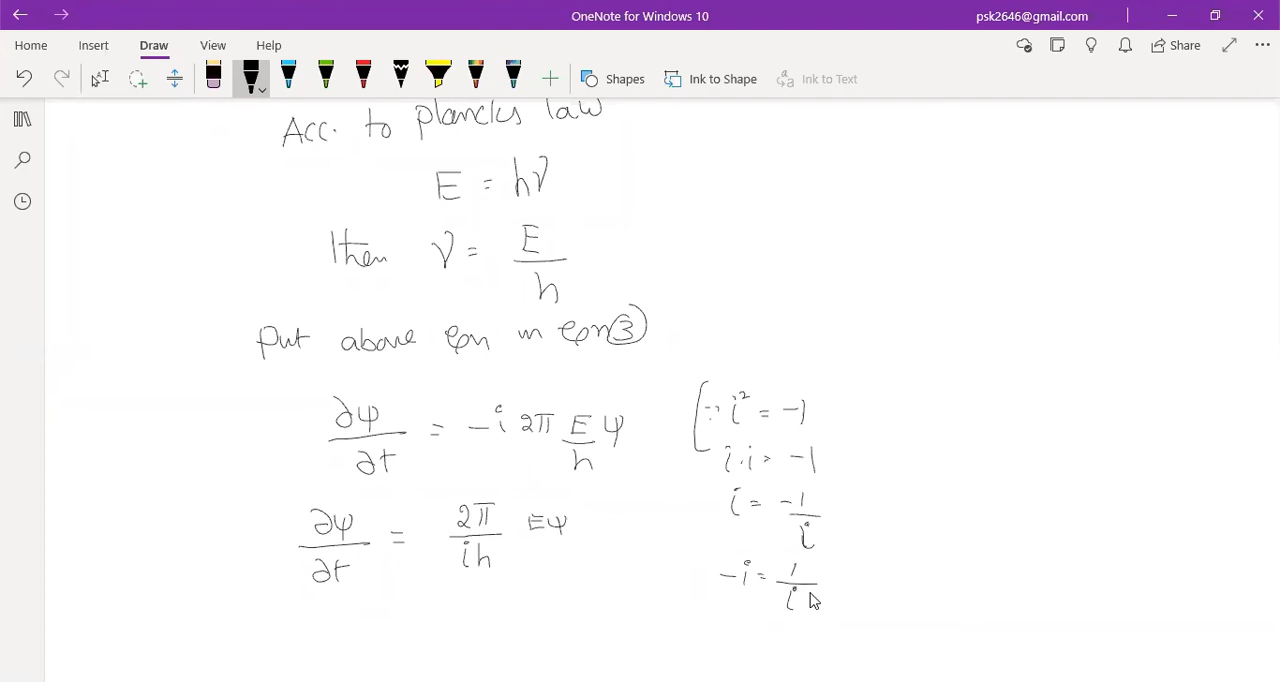 OneNote for Windows 10
psk2646@gmail.com
Home Insert Draw View Help
Share
Shapes Ink to Shape Ink to Text
Acc. to plancks law
E = hν
then ν = E/h
Put above eqn in eqn ③
∂ψ/∂t = -i 2π E/h ψ
[∵ i² = -1
i.i = -1
i = -1/i
∂ψ/∂t = 2π/ih Eψ
-i = 1/i